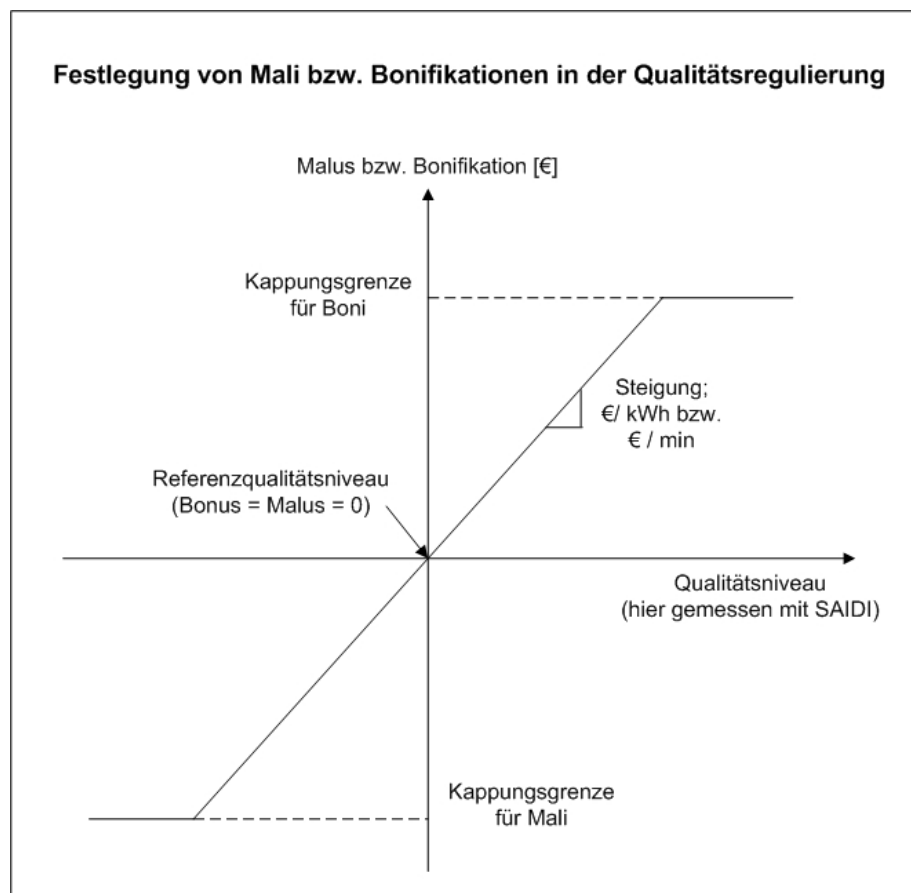 Festlegung von Mali bzw. Bonifikationen in der Qualitätsregulierung
Malus bzw. Bonifikation [€]
Kappungsgrenze
für Boni
Steigung;
€/ kWh bzw.
€ / min
Referenzqualitätsniveau
(Bonus = Malus = 0)
Qualitätsniveau
(hier gemessen mit SAIDI)
Kappungsgrenze
für Mali